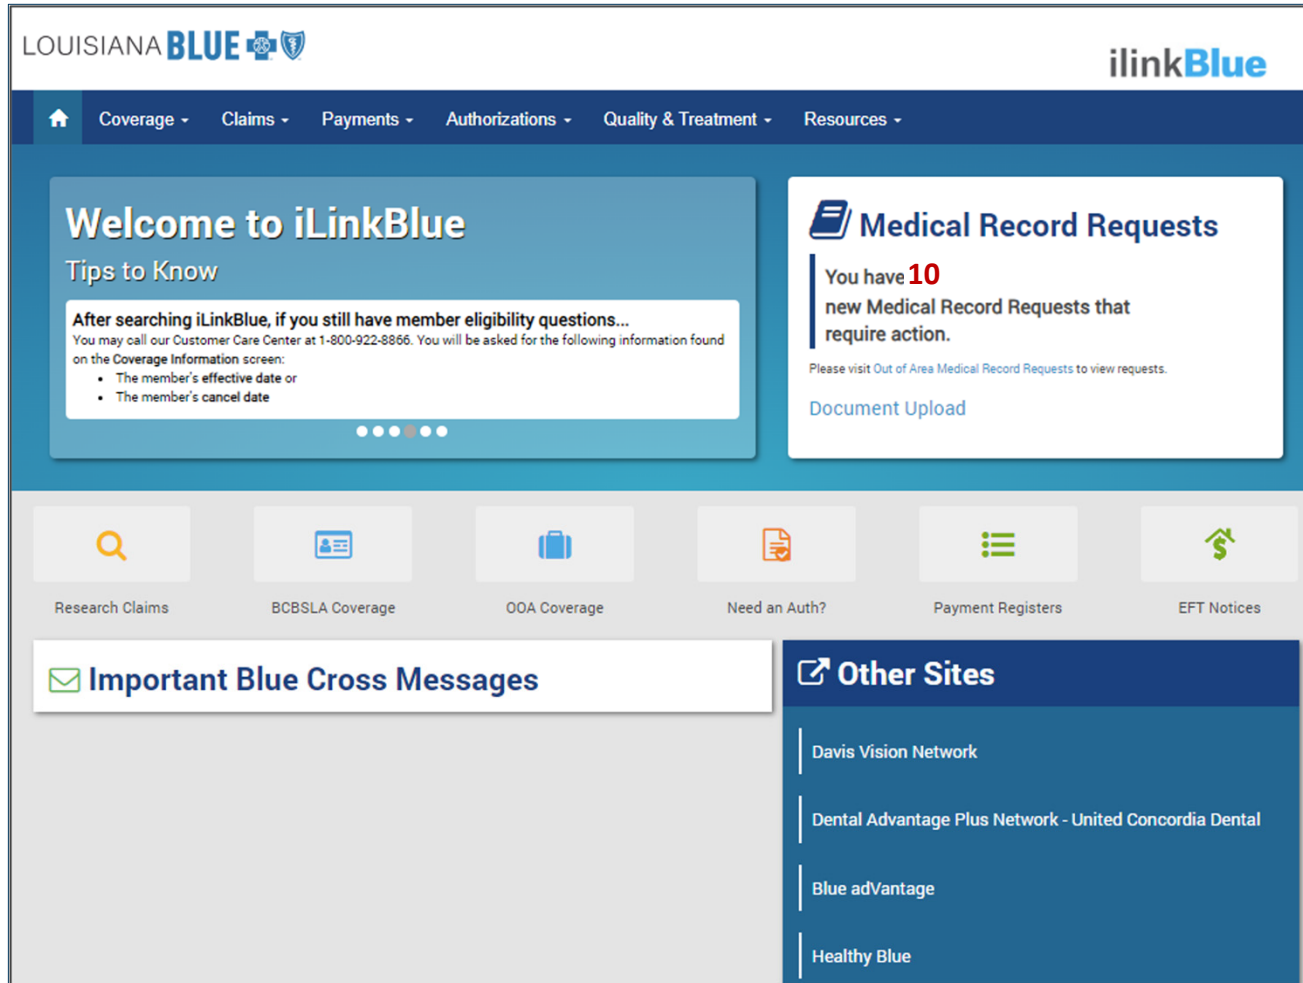 LOUISIANA BLUE
ilinkBlue
Coverage
Claims
Payments
Authorizations
Quality & Treatment
Resources
Welcome to iLinkBlue
Tips to Know
After searching iLinkBlue, if you still have member eligibility questions...
You may call our Customer Care Center at 1-800-922-8866. You will be asked for the following information found
on the Coverage Information screen:
• The member's effective date or
• The member's cancel date
Medical Record Requests
You have 10
new Medical Record Requests that
require action.
Please visit Out of Area Medical Record Requests to view requests.
Document Upload
Research Claims
BCBSLA Coverage
OOA Coverage
Need an Auth?
Payment Registers
EFT Notices
Important Blue Cross Messages
Other Sites
Davis Vision Network
Dental Advantage Plus Network - United Concordia Dental
Blue adVantage
Healthy Blue